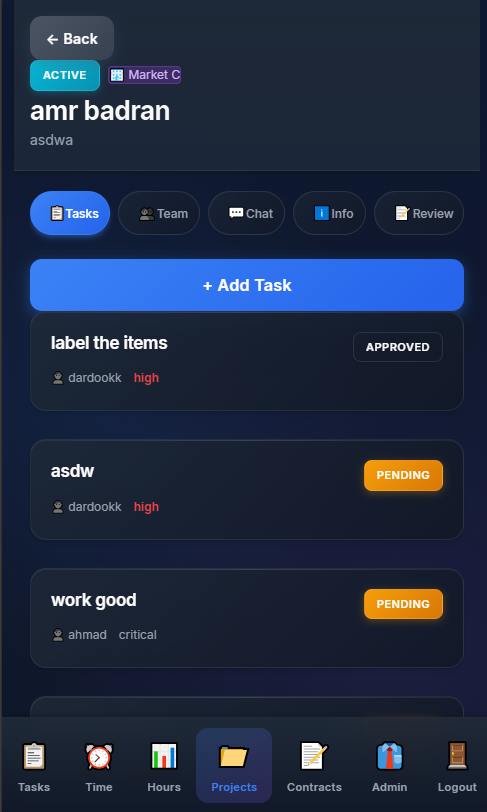 ← Back
ACTIVE
Market C
amr badran
asdwa
Tasks
Team
Chat
Info
Review
+ Add Task
label the items
APPROVED
dardookk high
asdw
PENDING
dardookk high
work good
PENDING
ahmad critical
Tasks
Time
Hours
Projects
Contracts
Admin
Logout